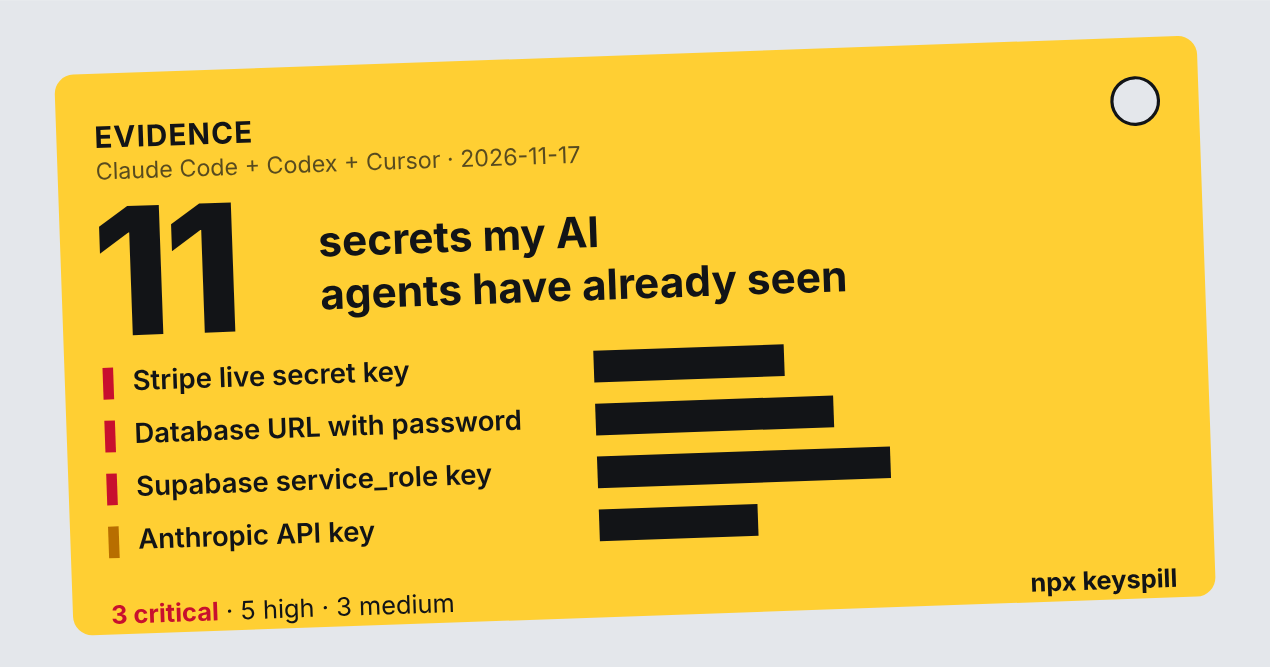 EVIDENCE
Claude Code + Codex + Cursor · 2026-11-17
11
secrets my AI
agents have already seen
Stripe live secret key
Database URL with password
Supabase service_role key
Anthropic API key
3 critical · 5 high · 3 medium
npx keyspill